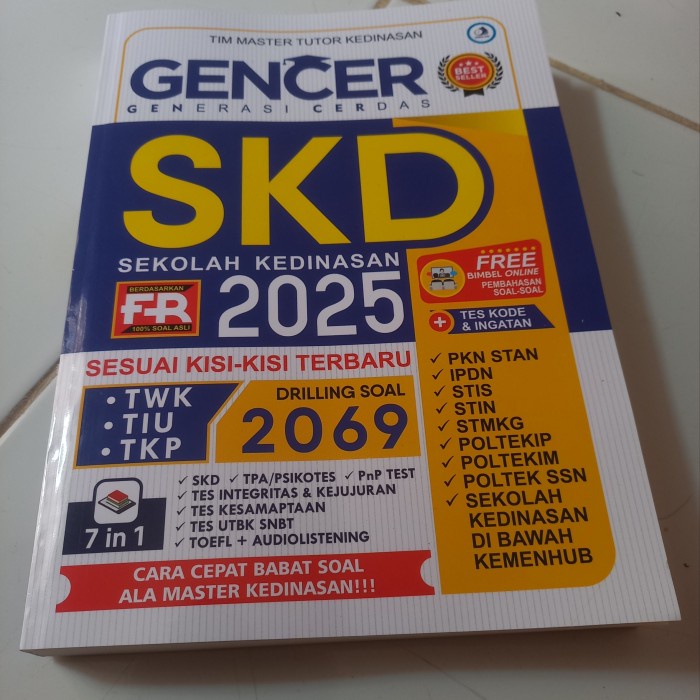 TIM MASTER TUTOR KEDINASAN
GENCER
GENERASI CERDAS
BEST
SELLER
SKD
SEKOLAH KEDINASAN
BERDASARKAN
F-R
100% SOAL ASLI
2025
FREE
BIMBEL ONLINE
PEMBAHASAN
SOAL-SOAL
+ TES KODE
& INGATAN
SESUAI KISI-KISI TERBARU
• TWK
• TIU
• TKP
DRILLING SOAL
2069
✓ PKN STAN
✓ IPDN
✓ STIS
✓ STIN
✓ STMKG
✓ POLTEKIP
✓ POLTEKIM
✓ POLTEK SSN
✓ SEKOLAH
KEDINASAN
DI BAWAH
KEMENHUB
7 in 1
✓ SKD ✓ TPA/PSIKOTES ✓ PnP TEST
✓ TES INTEGRITAS & KEJUJURAN
✓ TES KESAMAPTAAN
✓ TES UTBK SNBT
✓ TOEFL + AUDIOLISTENING
CARA CEPAT BABAT SOAL
ALA MASTER KEDINASAN!!!